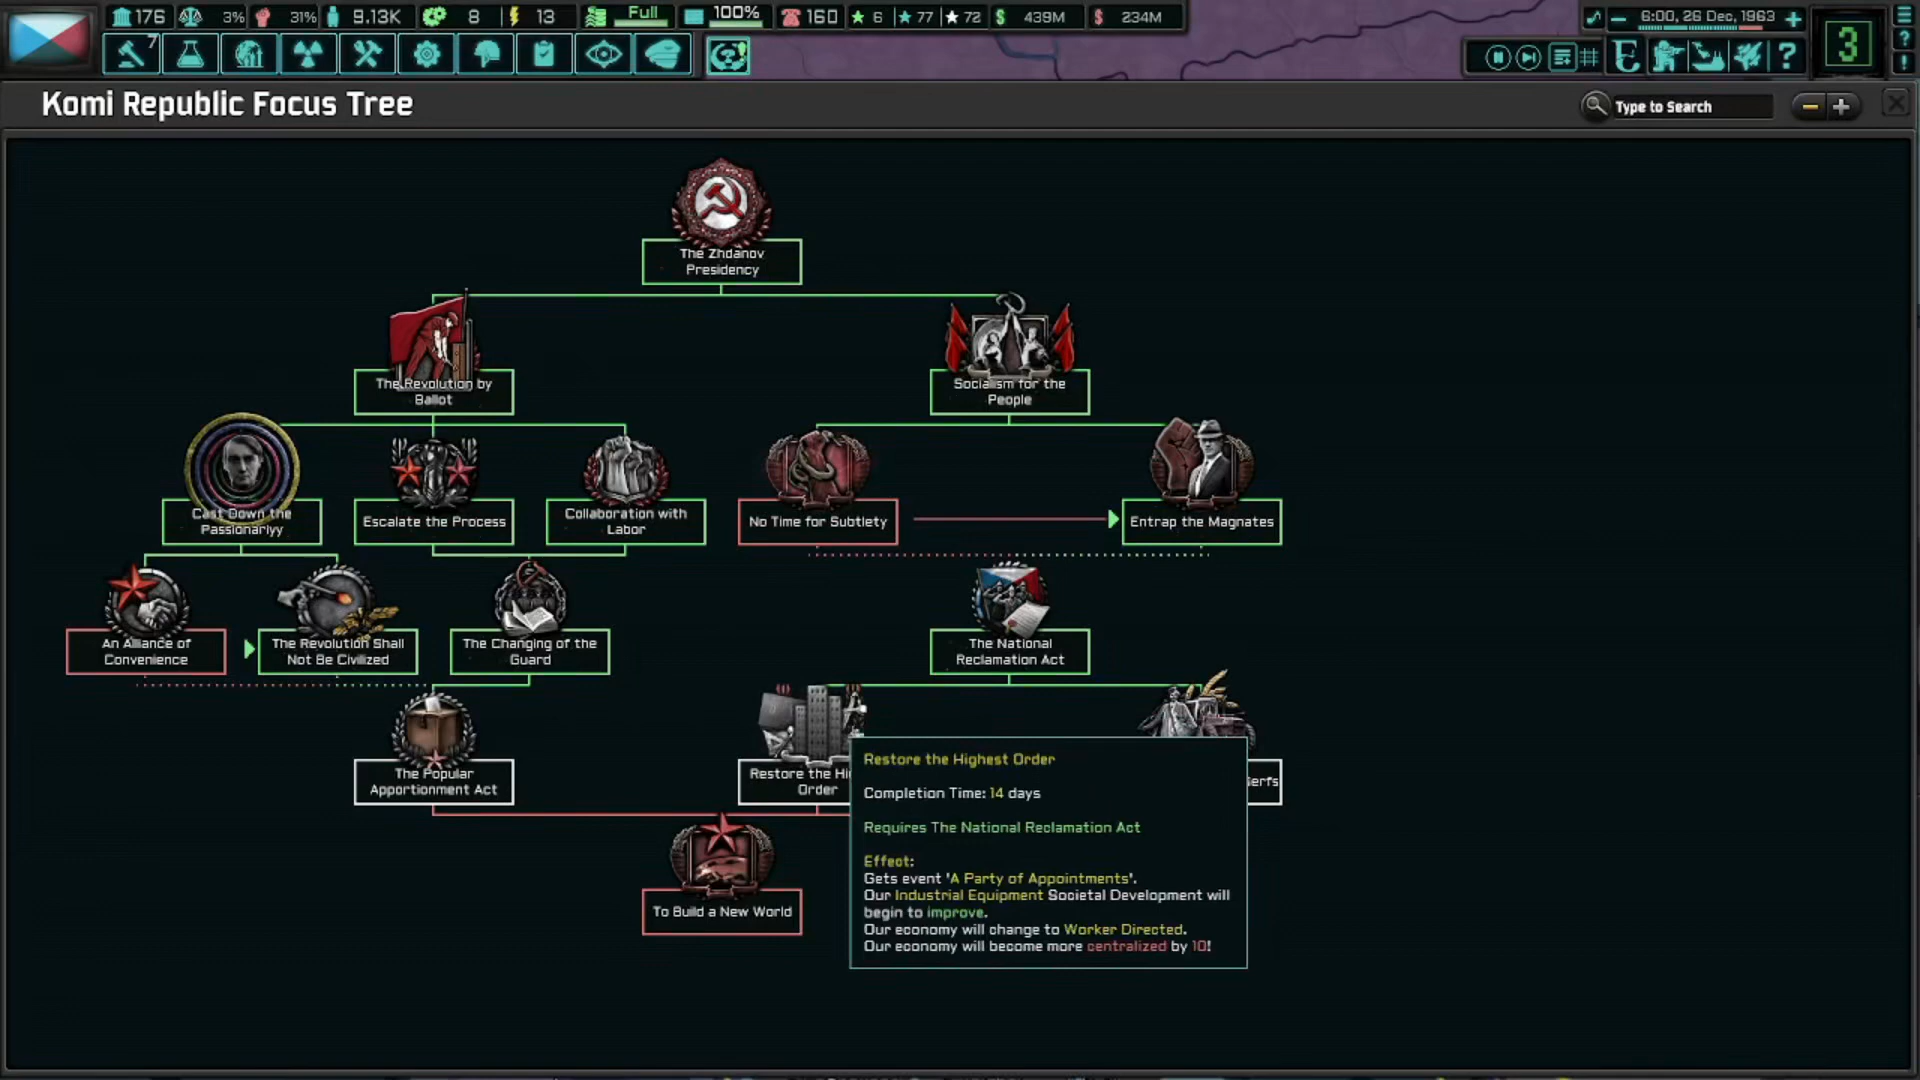 176 3% 31% 9.13K 8 13 Full 100% 160 6 77 72 $ 439M $ 234M
6:00, 26 Dec, 1963
7
3
Komi Republic Focus Tree
Type to Search
The Zhdanov
Presidency
The Revolution by
Ballot
Socialism for the
People
Cast Down the
Passionariyy
Escalate the Process
Collaboration with
Labor
No Time for Subtlety
Entrap the Magnates
An Alliance of
Convenience
The Revolution Shall
Not Be Civilized
The Changing of the
Guard
The National
Reclamation Act
The Popular
Apportionment Act
Restore the Hi
Order
erfs
To Build a New World
Restore the Highest Order
Completion Time: 14 days
Requires The National Reclamation Act
Effect:
Gets event 'A Party of Appointments'.
Our Industrial Equipment Societal Development will
begin to improve.
Our economy will change to Worker Directed.
Our economy will become more centralized by 10!